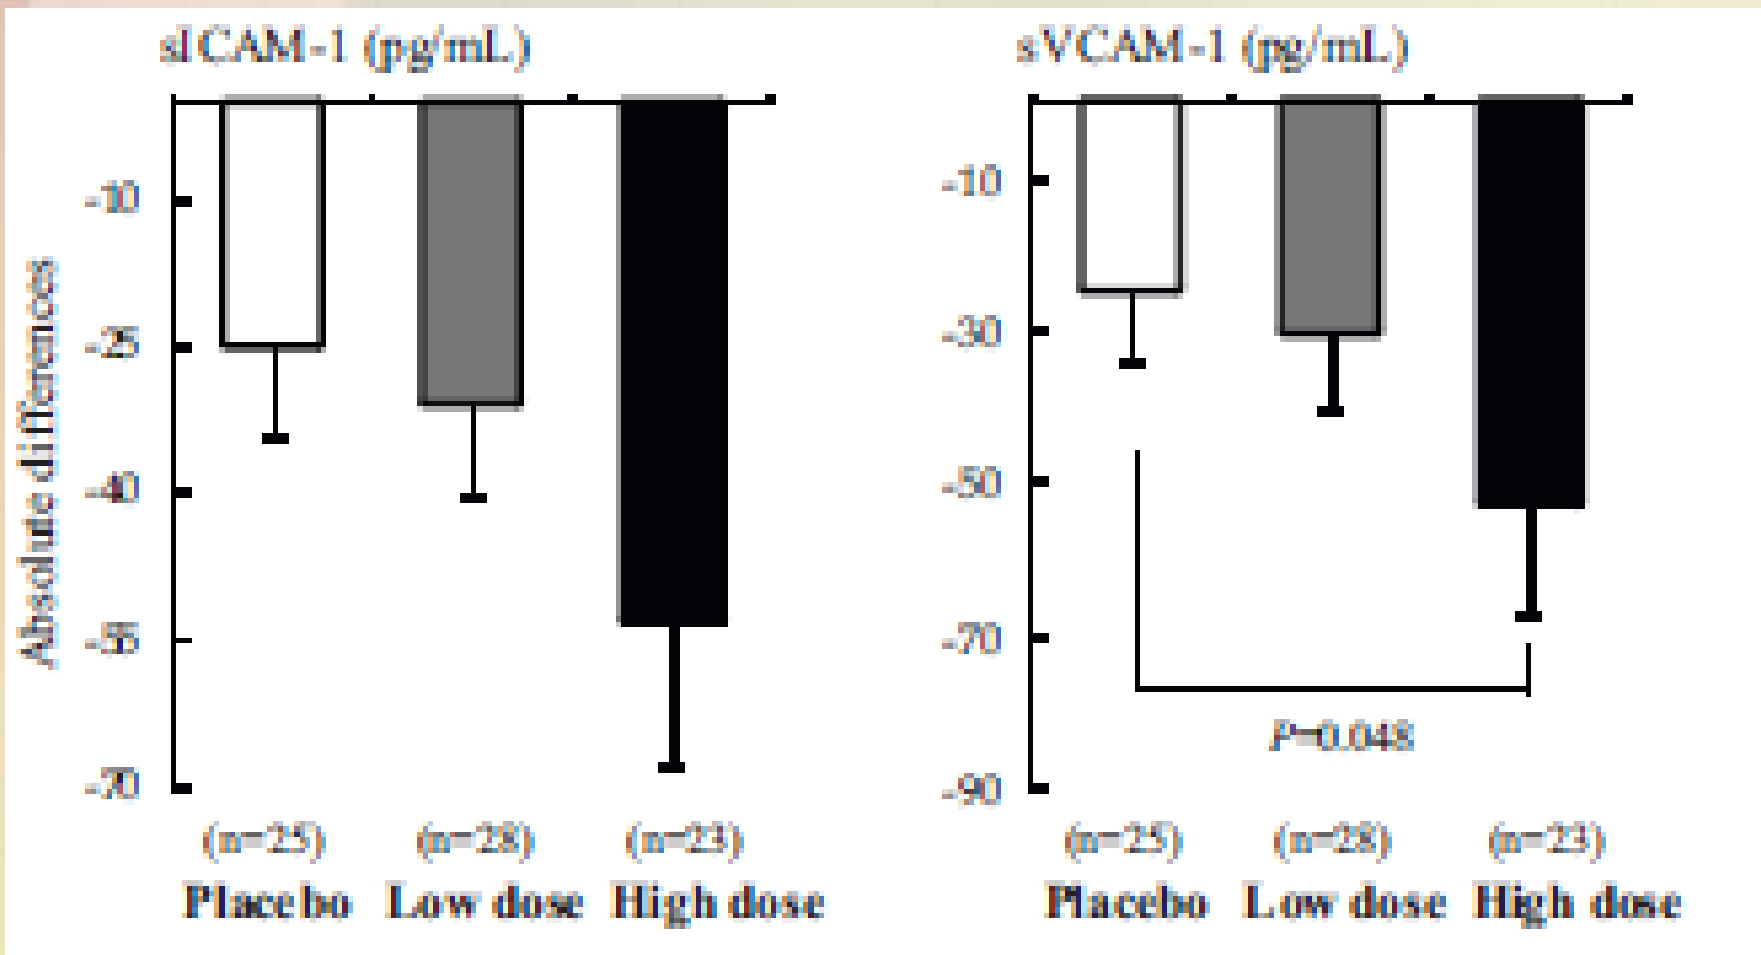 sICAM-1 (pg/mL)
sVCAM-1 (pg/mL)
Absolute differences
-10
-25
-40
-55
-70
-10
-30
-50
-70
-90
P=0.048
(n=25) (n=28) (n=23)
Placebo Low dose High dose
(n=25) (n=28) (n=23)
Placebo Low dose High dose